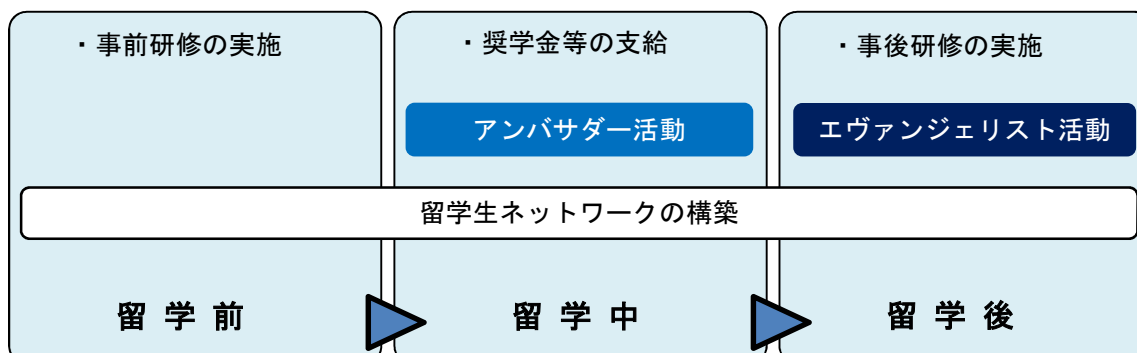 ・事前研修の実施
・奨学金等の支給
・事後研修の実施
アンバサダー活動
エヴァンジェリスト活動
留学生ネットワークの構築
留学前
留学中
留学後